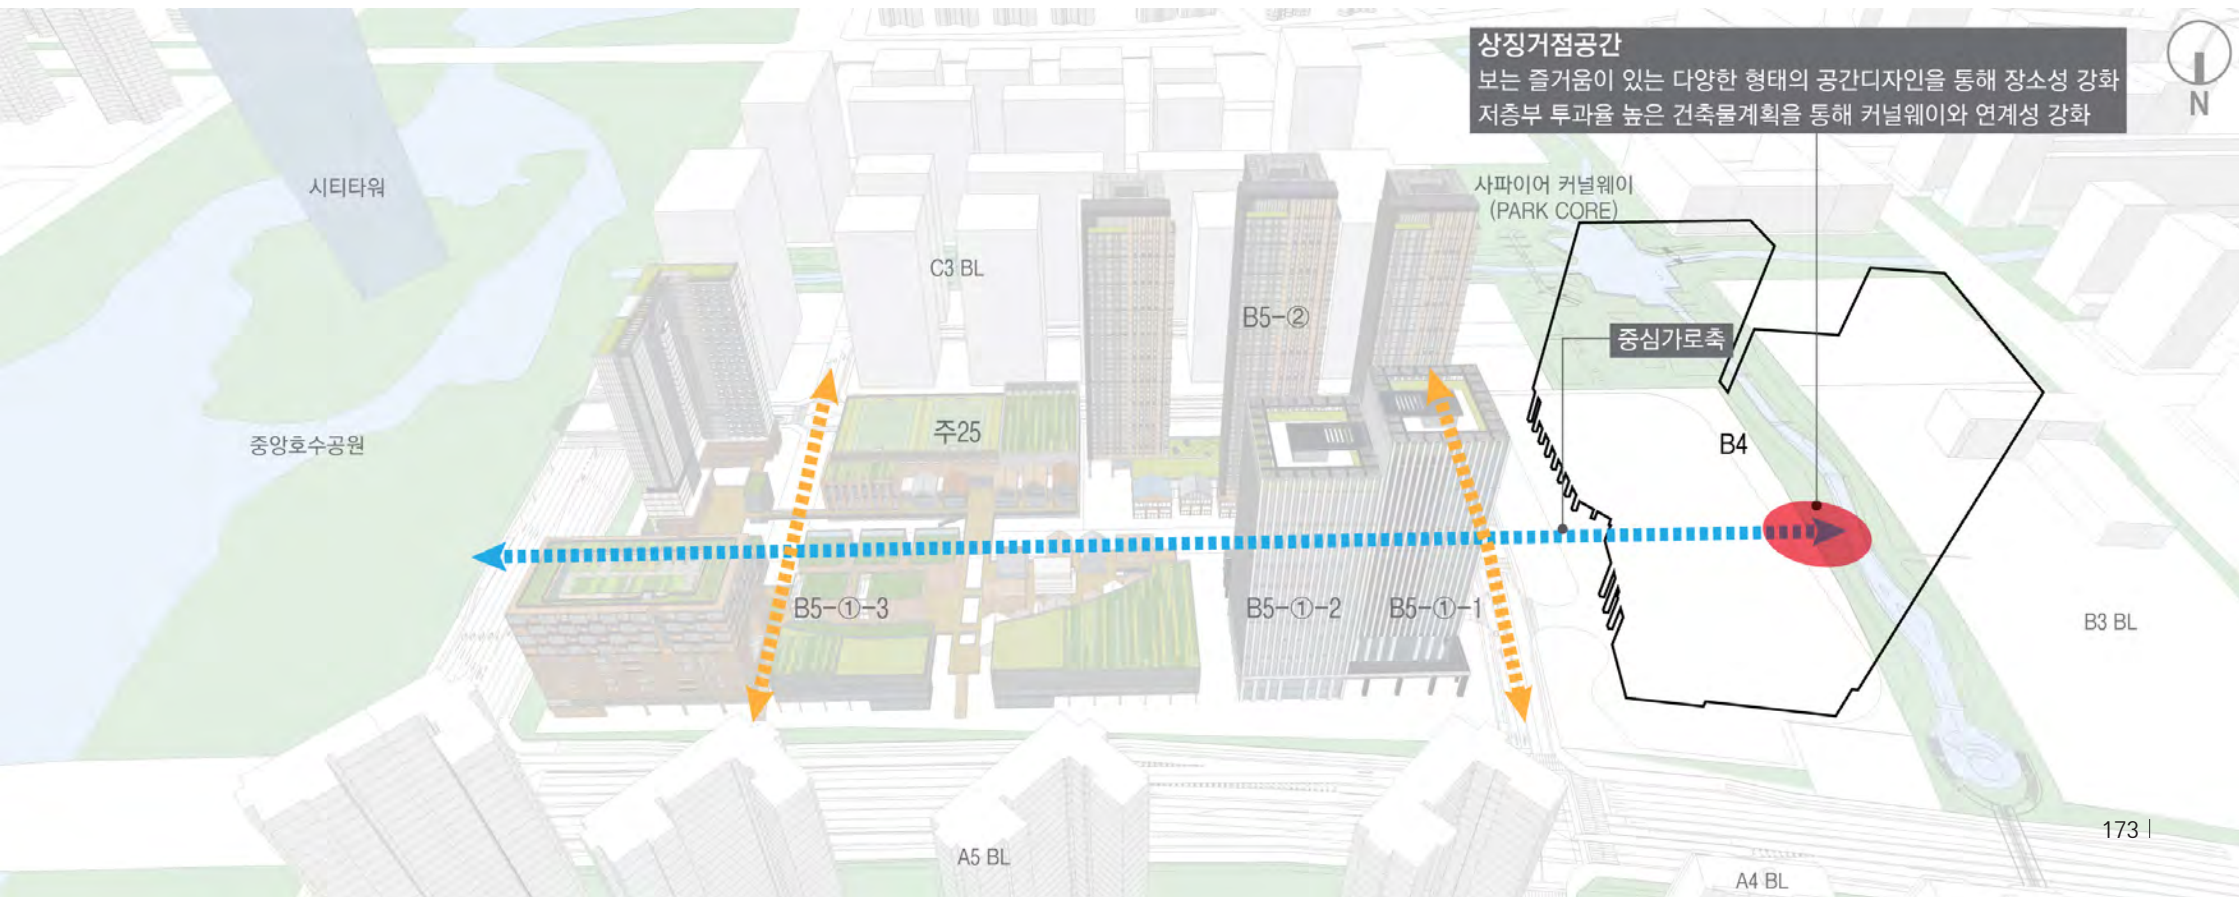 상징거점공간
보는 즐거움이 있는 다양한 형태의 공간디자인을 통해 장소성 강화
저층부 투과율 높은 건축물계획을 통해 커널웨이와 연계성 강화
N
시티타워
사파이어 커널웨이
(PARK CORE)
C3 BL
B5-②
중심가로축
주25
중앙호수공원
B4
B5-①-3
B5-①-2
B5-①-1
B3 BL
173
A5 BL
A4 BL